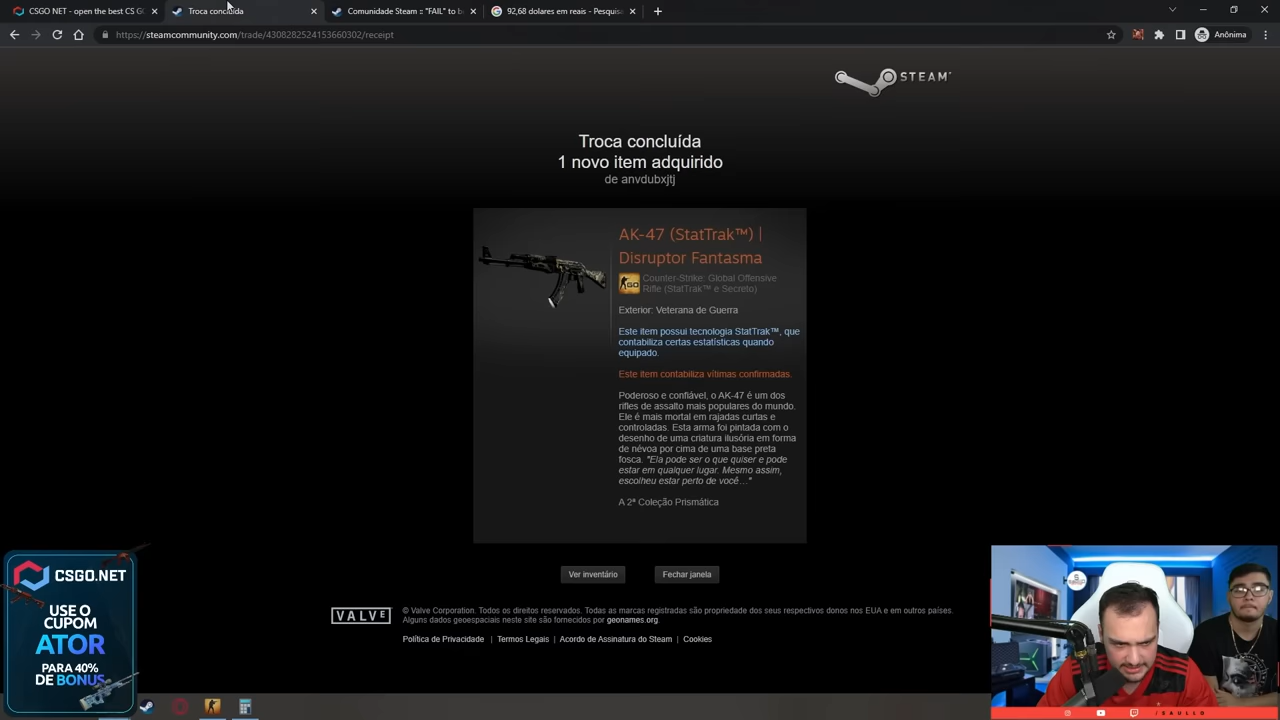 CSGO NET - open the best CS G
Troca concluída
Comunidade Steam :: "FAIL" to b
92,68 dolares em reais - Pesquisa
https://steamcommunity.com/trade/4308282524153660302/receipt
Anônima
STEAM
Troca concluída
1 novo item adquirido
de anvdubxjtj
AK-47 (StatTrak™) |
Disruptor Fantasma
GO
Counter-Strike: Global Offensive
Rifle (StatTrak™ e Secreto)
Exterior: Veterana de Guerra
Este item possui tecnologia StatTrak™, que
contabiliza certas estatísticas quando
equipado.
Este item contabiliza vítimas confirmadas.
Poderoso e confiável, o AK-47 é um dos
rifles de assalto mais populares do mundo.
Ele é mais mortal em rajadas curtas e
controladas. Esta arma foi pintada com o
desenho de uma criatura ilusória em forma
de névoa por cima de uma base preta
fosca. "Ela pode ser o que quiser e pode
estar em qualquer lugar. Mesmo assim,
escolheu estar perto de você…"
A 2ª Coleção Prismática
Ver inventário
Fechar janela
VALVE
© Valve Corporation. Todos os direitos reservados. Todas as marcas registradas são propriedade dos seus respectivos donos nos EUA e em outros países.
Alguns dados geoespaciais neste site são fornecidos por geonames.org.
Política de Privacidade | Termos Legais | Acordo de Assinatura do Steam | Cookies
CSGO.NET
USE O
CUPOM
ATOR
PARA 40%
DE BONUS
/SAULLO